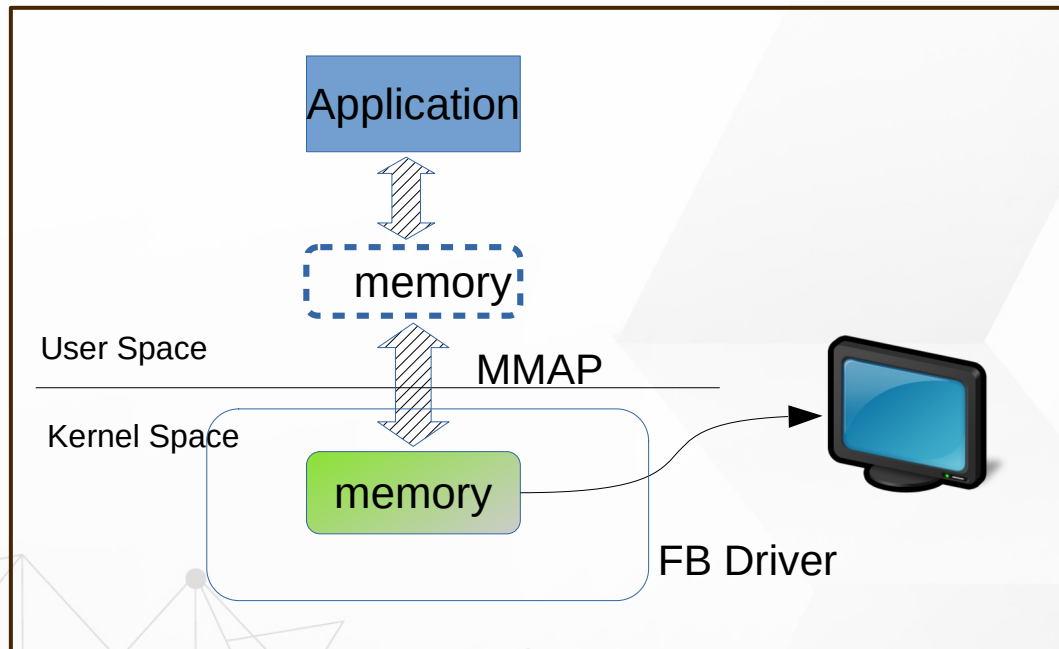 Application
memory
User Space
MMAP
Kernel Space
memory
FB Driver